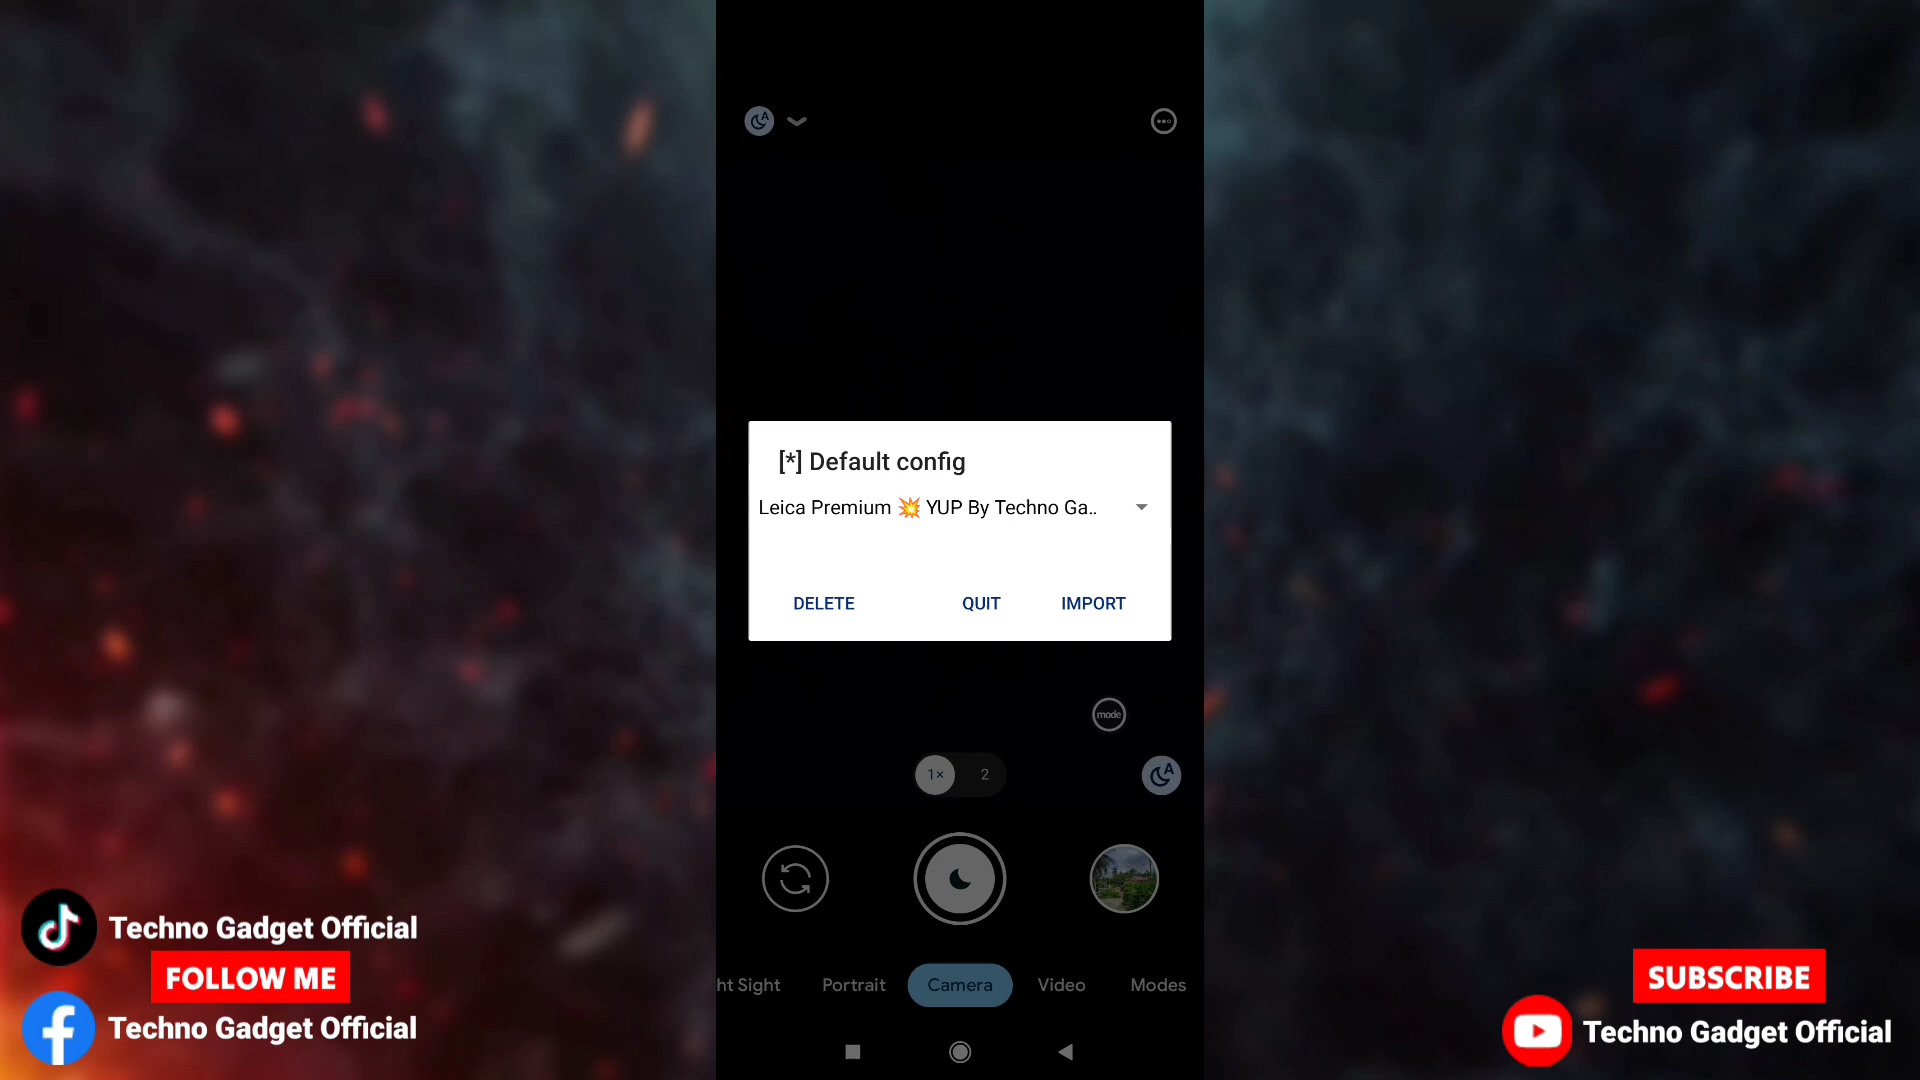 [*] Default config
Leica Premium 💥 YUP By Techno Ga..
DELETE QUIT IMPORT
mode
1× 2
ht Sight Portrait Camera Video Modes
Techno Gadget Official
FOLLOW ME
Techno Gadget Official
SUBSCRIBE
Techno Gadget Official